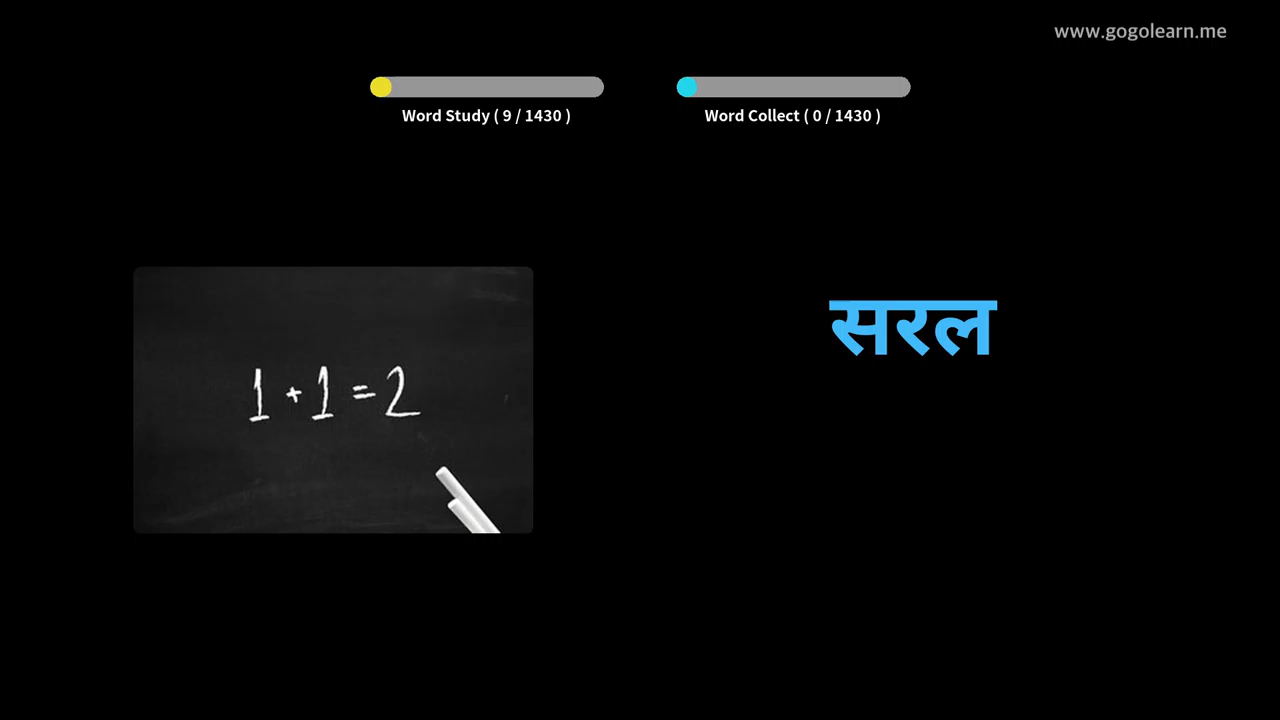 www.gogolearn.me
Word Study ( 9 / 1430 )
Word Collect ( 0 / 1430 )
1 + 1 = 2
सरल